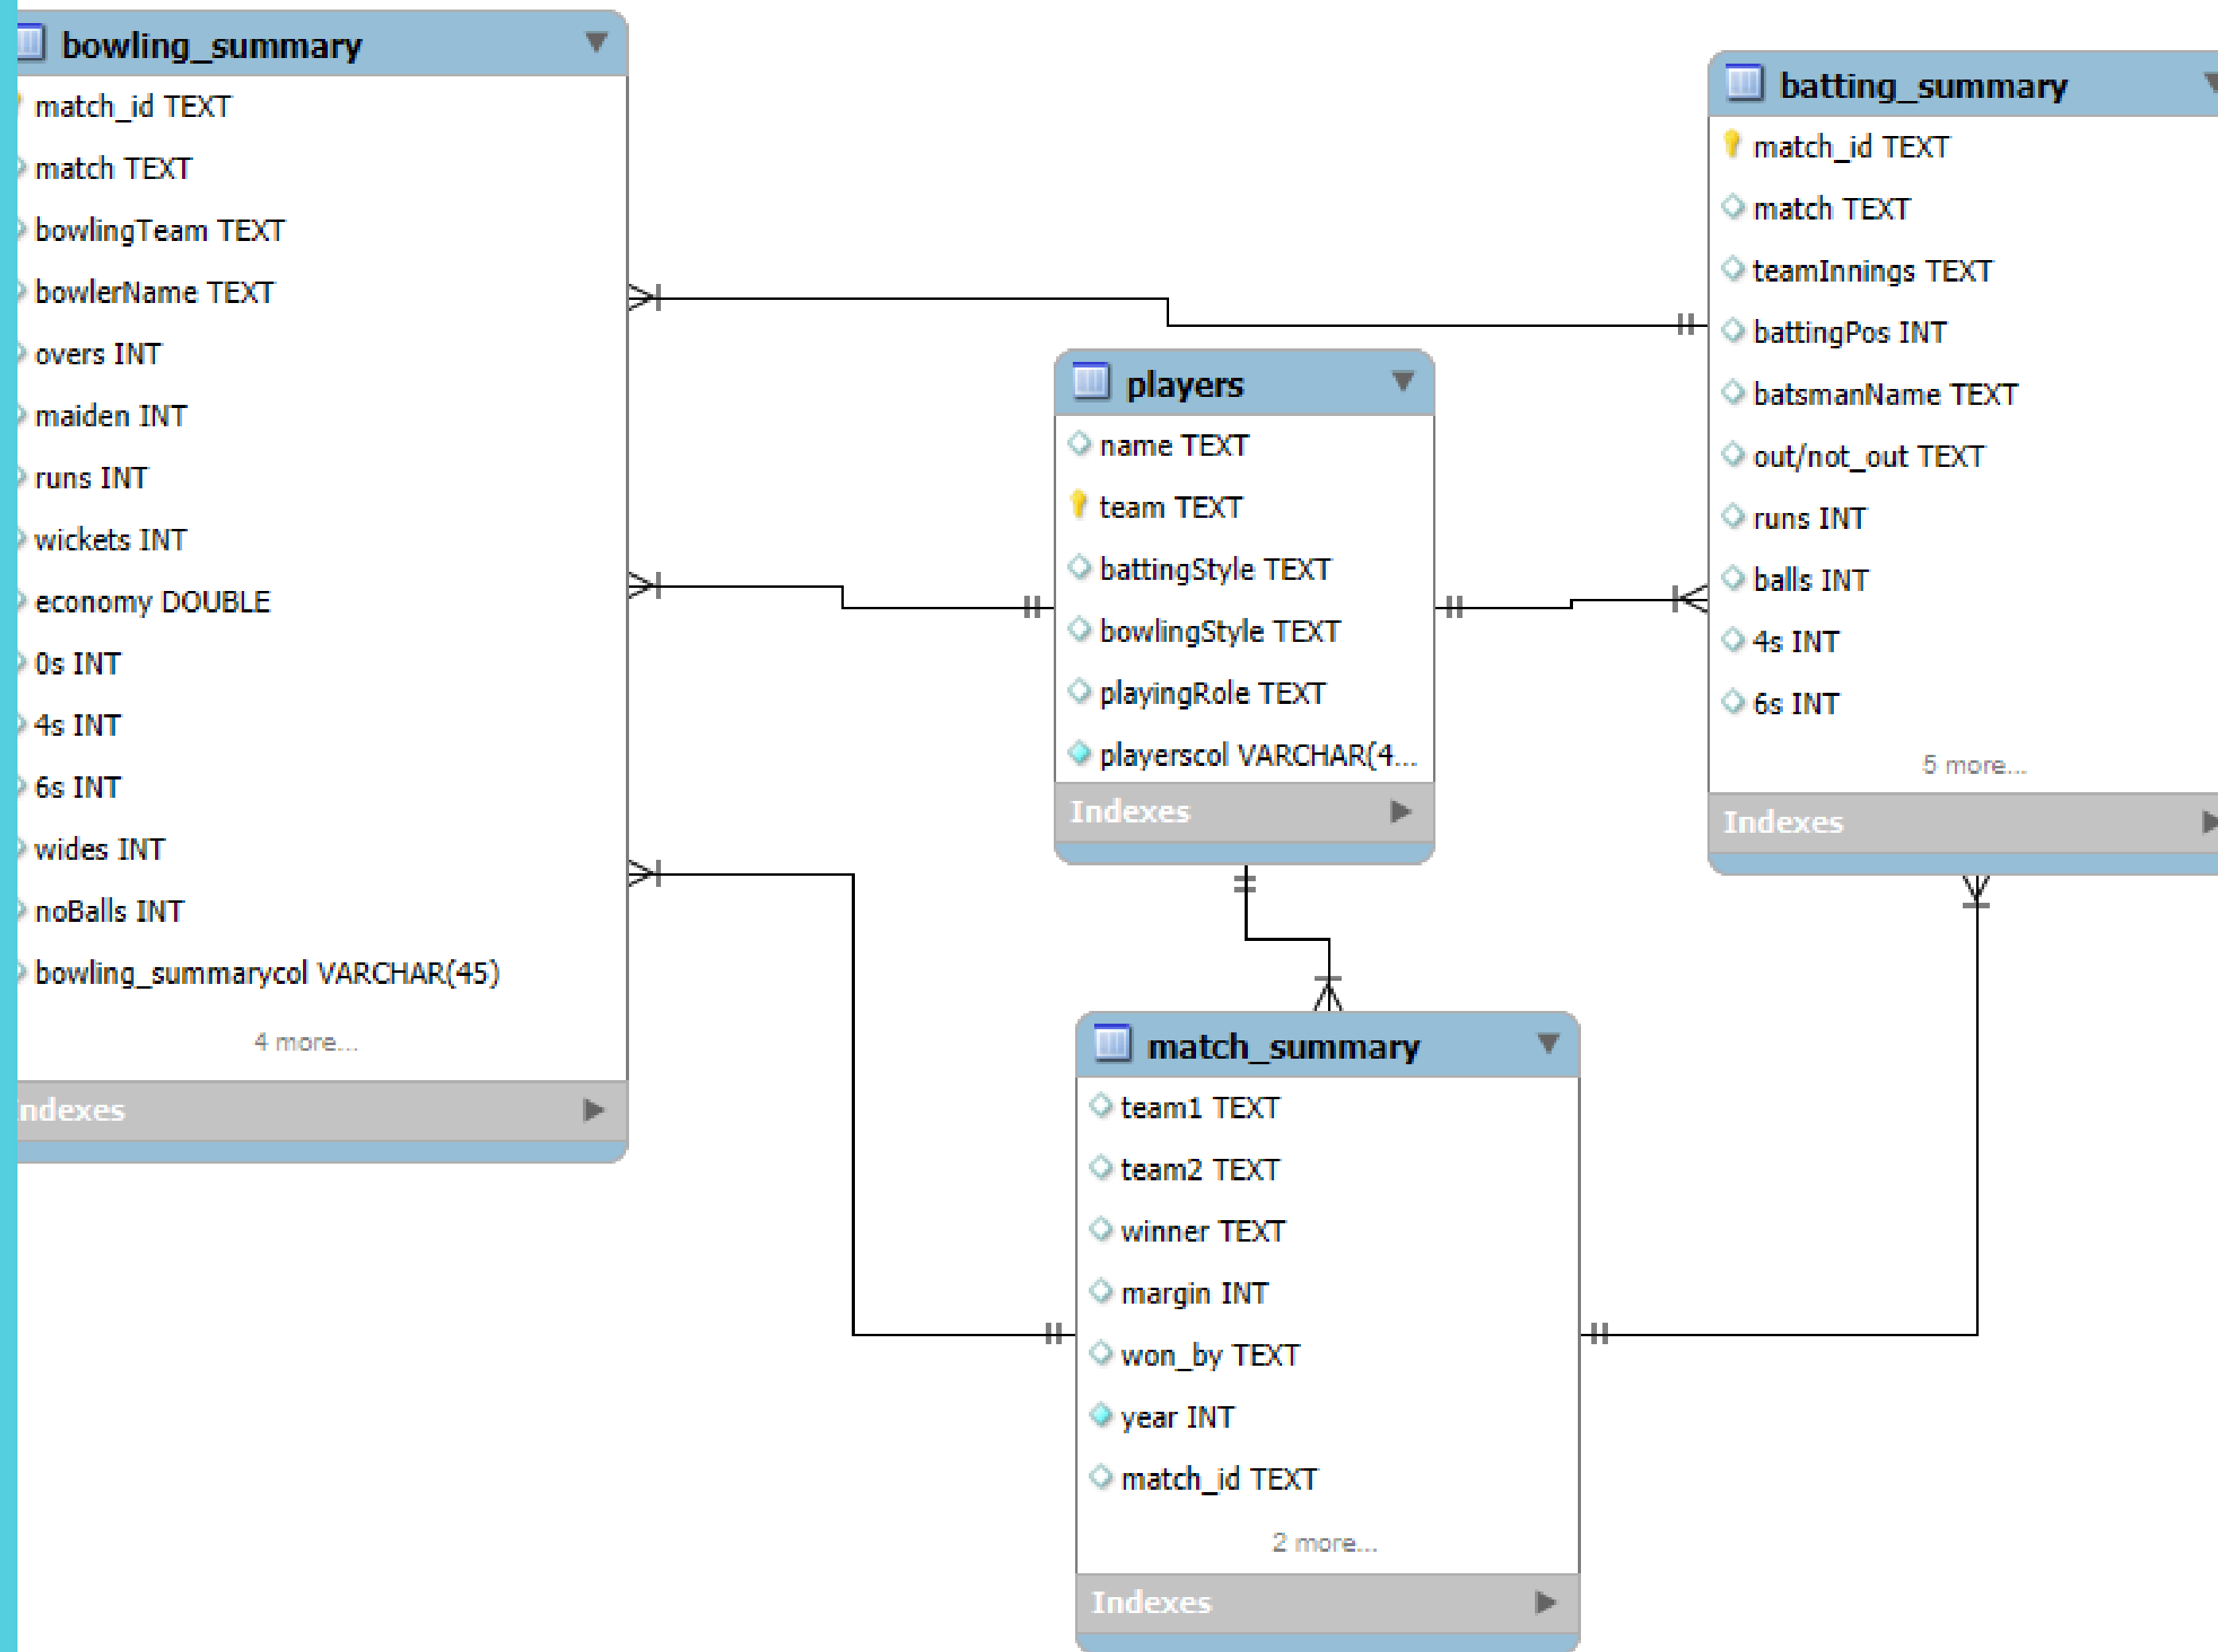 bowling_summary
match_id TEXT
match TEXT
bowlingTeam TEXT
bowlerName TEXT
overs INT
maiden INT
runs INT
wickets INT
economy DOUBLE
0s INT
4s INT
6s INT
wides INT
noBalls INT
bowling_summarycol VARCHAR(45)
4 more...
Indexes
players
name TEXT
team TEXT
battingStyle TEXT
bowlingStyle TEXT
playingRole TEXT
playerscol VARCHAR(4...
Indexes
batting_summary
match_id TEXT
match TEXT
teamInnings TEXT
battingPos INT
batsmanName TEXT
out/not_out TEXT
runs INT
balls INT
4s INT
6s INT
5 more...
Indexes
match_summary
team1 TEXT
team2 TEXT
winner TEXT
margin INT
won_by TEXT
year INT
match_id TEXT
2 more...
Indexes